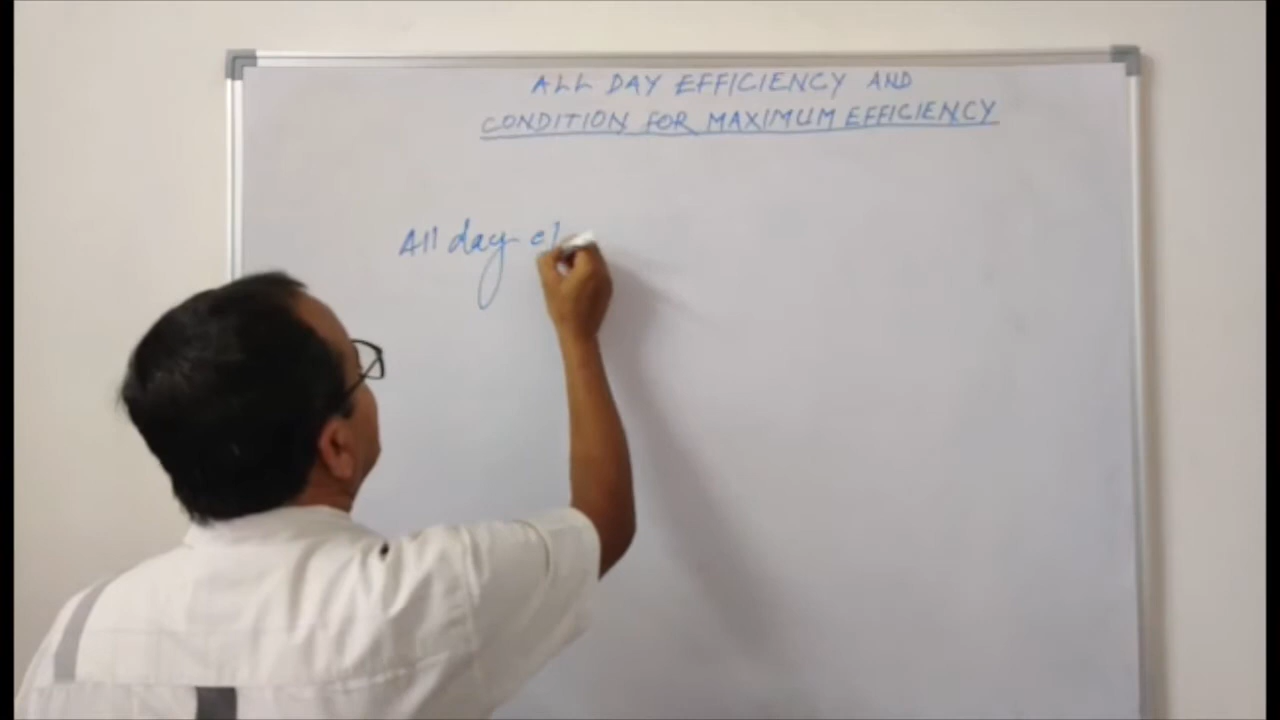 ALL DAY EFFICIENCY AND
CONDITION FOR MAXIMUM EFFICIENCY
All day